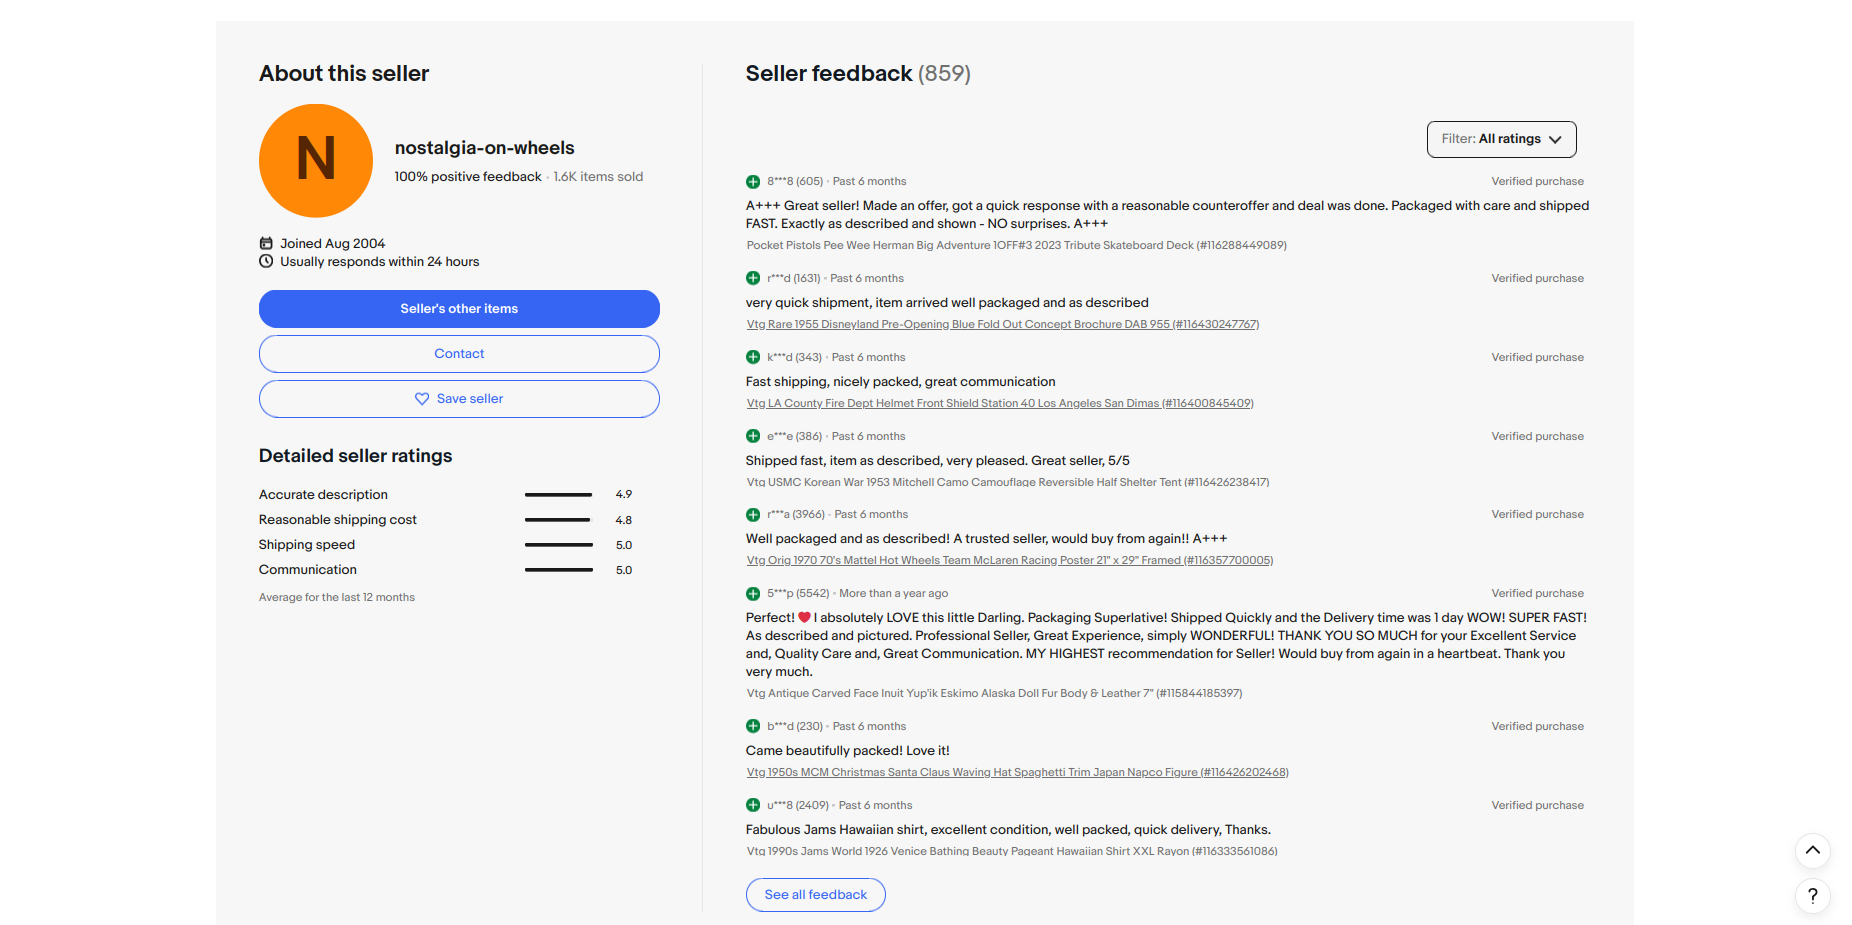 About this seller
N
nostalgia-on-wheels
100% positive feedback · 1.6K items sold
Joined Aug 2004
Usually responds within 24 hours
Seller's other items
Contact
Save seller
Detailed seller ratings
Accurate description 4.9
Reasonable shipping cost 4.8
Shipping speed 5.0
Communication 5.0
Average for the last 12 months
Seller feedback (859)
Filter: All ratings
8***8 (605) · Past 6 months Verified purchase
A+++ Great seller! Made an offer, got a quick response with a reasonable counteroffer and deal was done. Packaged with care and shipped
FAST. Exactly as described and shown - NO surprises. A+++
Pocket Pistols Pee Wee Herman Big Adventure 1OFF#3 2023 Tribute Skateboard Deck (#116288449089)
r***d (1631) · Past 6 months Verified purchase
very quick shipment, item arrived well packaged and as described
Vtg Rare 1955 Disneyland Pre-Opening Blue Fold Out Concept Brochure DAB 955 (#116430247767)
k***d (343) · Past 6 months Verified purchase
Fast shipping, nicely packed, great communication
Vtg LA County Fire Dept Helmet Front Shield Station 40 Los Angeles San Dimas (#116400845409)
e***e (386) · Past 6 months Verified purchase
Shipped fast, item as described, very pleased. Great seller, 5/5
Vtg USMC Korean War 1953 Mitchell Camo Camouflage Reversible Half Shelter Tent (#116426238417)
r***a (3966) · Past 6 months Verified purchase
Well packaged and as described! A trusted seller, would buy from again!! A+++
Vtg Orig 1970 70's Mattel Hot Wheels Team McLaren Racing Poster 21" x 29" Framed (#116357700005)
5***p (5542) · More than a year ago Verified purchase
Perfect! ❤️ I absolutely LOVE this little Darling. Packaging Superlative! Shipped Quickly and the Delivery time was 1 day WOW! SUPER FAST!
As described and pictured. Professional Seller, Great Experience, simply WONDERFUL! THANK YOU SO MUCH for your Excellent Service
and, Quality Care and, Great Communication. MY HIGHEST recommendation for Seller! Would buy from again in a heartbeat. Thank you
very much.
Vtg Antique Carved Face Inuit Yup'ik Eskimo Alaska Doll Fur Body & Leather 7" (#115844185397)
b***d (230) · Past 6 months Verified purchase
Came beautifully packed! Love it!
Vtg 1950s MCM Christmas Santa Claus Waving Hat Spaghetti Trim Japan Napco Figure (#116426202468)
u***8 (2409) · Past 6 months Verified purchase
Fabulous Jams Hawaiian shirt, excellent condition, well packed, quick delivery, Thanks.
Vtg 1990s Jams World 1926 Venice Bathing Beauty Pageant Hawaiian Shirt XXL Rayon (#116333561086)
See all feedback
?